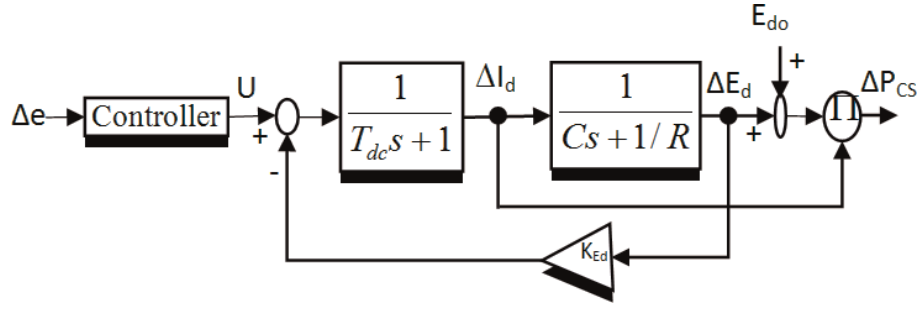 E_do
+
Δe
Controller
U
+
-
1
T_dc s + 1
ΔI_d
1
Cs + 1/R
ΔE_d
+
Π
ΔP_CS
K_Ed